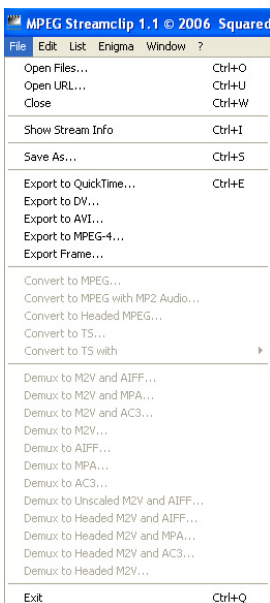 MPEG Streamclip 1.1 © 2006 Squared
File Edit List Enigma Window ?
Open Files... Ctrl+O
Open URL... Ctrl+U
Close Ctrl+W
Show Stream Info Ctrl+I
Save As... Ctrl+S
Export to QuickTime... Ctrl+E
Export to DV...
Export to AVI...
Export to MPEG-4...
Export Frame...
Convert to MPEG...
Convert to MPEG with MP2 Audio...
Convert to Headed MPEG...
Convert to TS...
Convert to TS with
Demux to M2V and AIFF...
Demux to M2V and MPA...
Demux to M2V and AC3...
Demux to M2V...
Demux to AIFF...
Demux to MPA...
Demux to AC3...
Demux to Unscaled M2V and AIFF...
Demux to Headed M2V and AIFF...
Demux to Headed M2V and MPA...
Demux to Headed M2V and AC3...
Demux to Headed M2V...
Exit Ctrl+Q